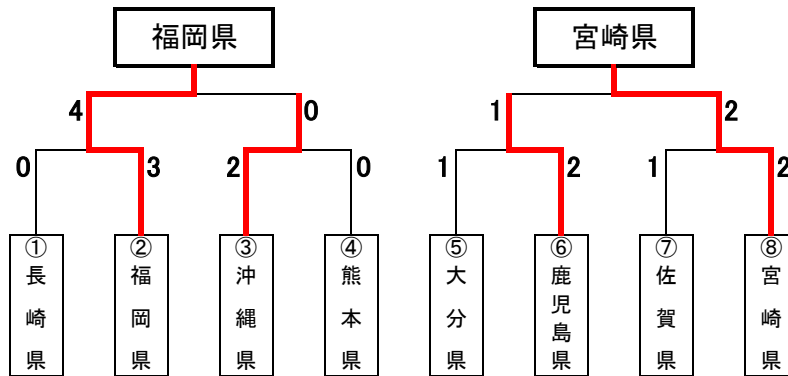 福岡県 宮崎県
4 0 1 2
0 3 2 0 1 2 1 2
① ② ③ ④ ⑤ ⑥ ⑦ ⑧
長崎県 福岡県 沖縄県 熊本県 大分県 鹿児島県 佐賀県 宮崎県